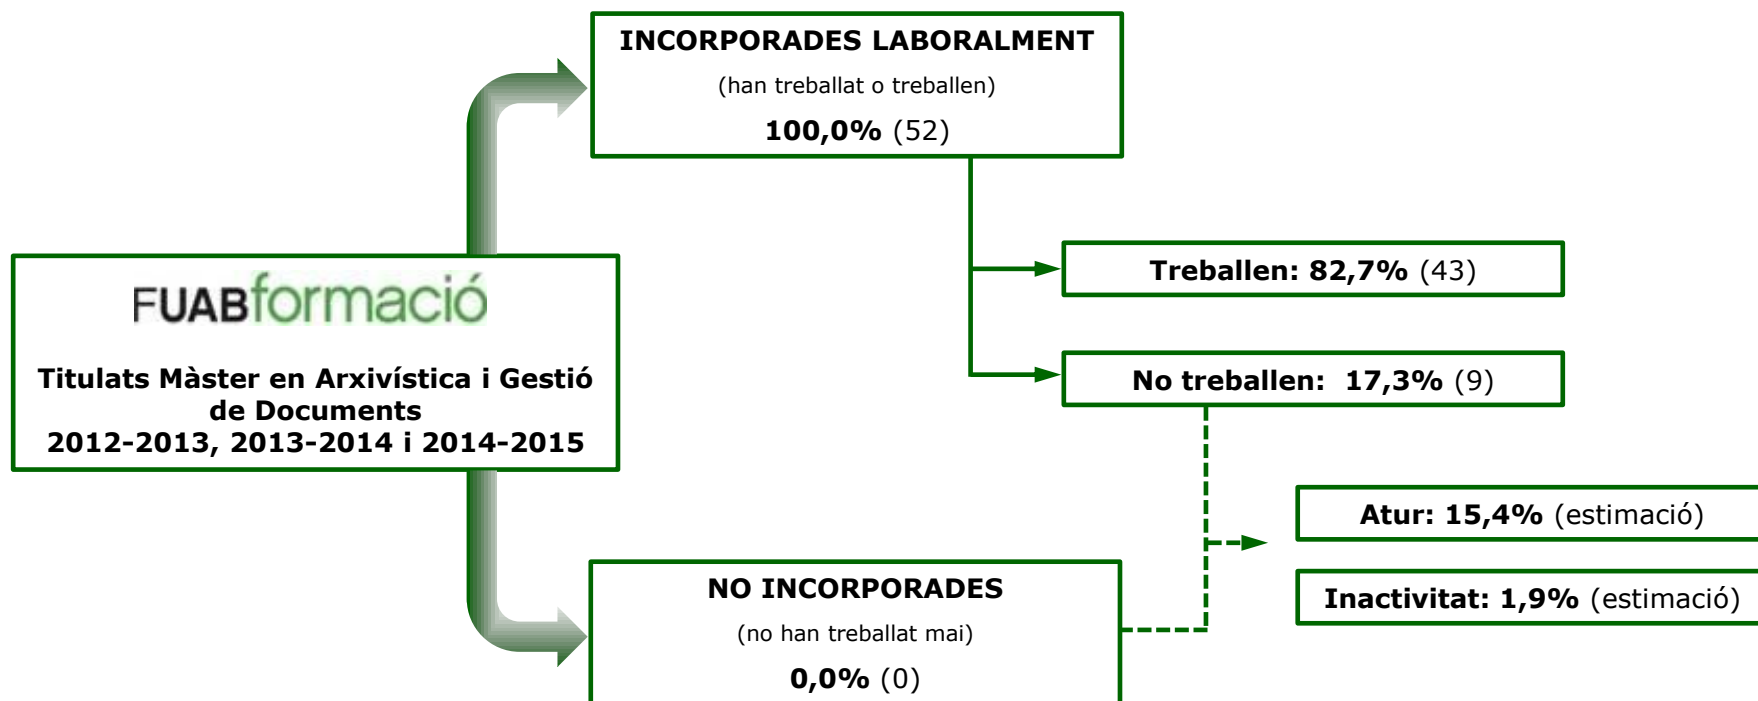 INCORPORADES LABORALMENT
(han treballat o treballen)
100,0% (52)
Treballen: 82,7% (43)
FUABformació
Titulats Màster en Arxivística i Gestió
de Documents
2012-2013, 2013-2014 i 2014-2015
No treballen: 17,3% (9)
Atur: 15,4% (estimació)
Inactivitat: 1,9% (estimació)
NO INCORPORADES
(no han treballat mai)
0,0% (0)